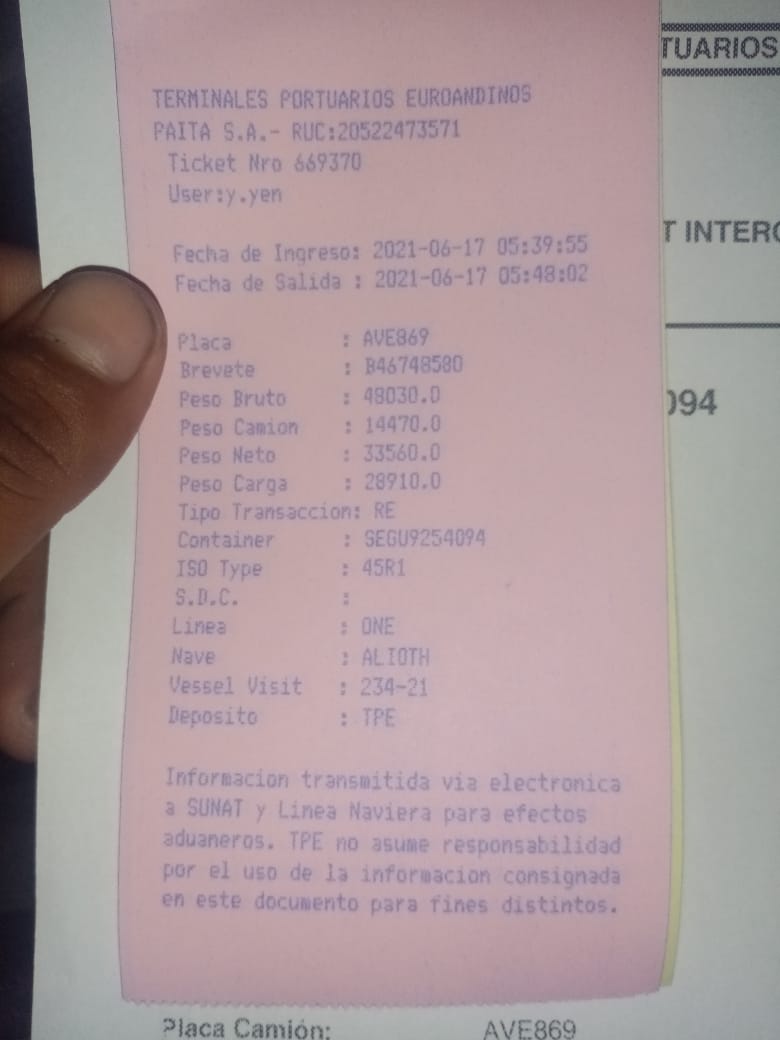 TERMINALES PORTUARIOS EUROANDINOS
PAITA S.A.- RUC:20522473571
Ticket Nro 669370
User:y.yen
Fecha de Ingreso: 2021-06-17 05:39:55
Fecha de Salida : 2021-06-17 05:48:02
Placa : AVE869
Brevete : B46748580
Peso Bruto : 48030.0
Peso Camion : 14470.0
Peso Neto : 33560.0
Peso Carga : 28910.0
Tipo Transaccion: RE
Container : SEGU9254094
ISO Type : 45R1
S.D.C. :
Linea : ONE
Nave : ALIOTH
Vessel Visit : 234-21
Deposito : TPE
Informacion transmitida via electronica
a SUNAT y Linea Naviera para efectos
aduaneros. TPE no asume responsabilidad
por el uso de la informacion consignada
en este documento para fines distintos.
TUARIOS
T INTERC
094
Placa Camión: AVE869